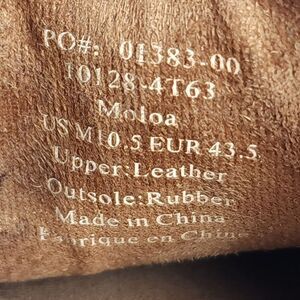 PO#: 01383-00
10128-4T63
Moloa
US M10.5 EUR 43.5
Upper:Leather
Outsole:Rubber
Made in China
Fabrique en China